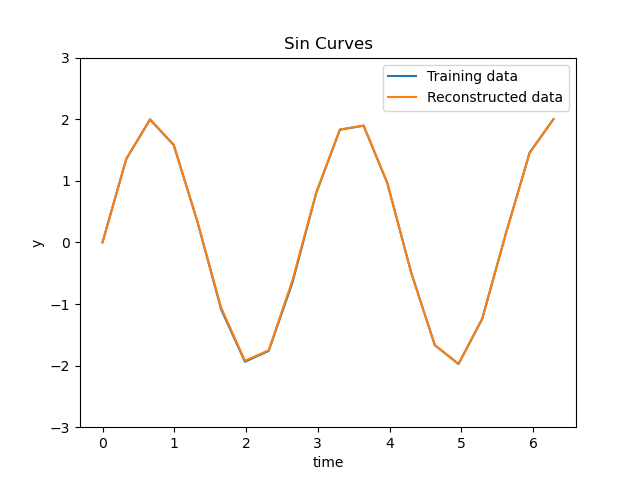 Sin Curves
Training data
Reconstructed data
3
2
1
0
−1
−2
−3
y
0 1 2 3 4 5 6
time